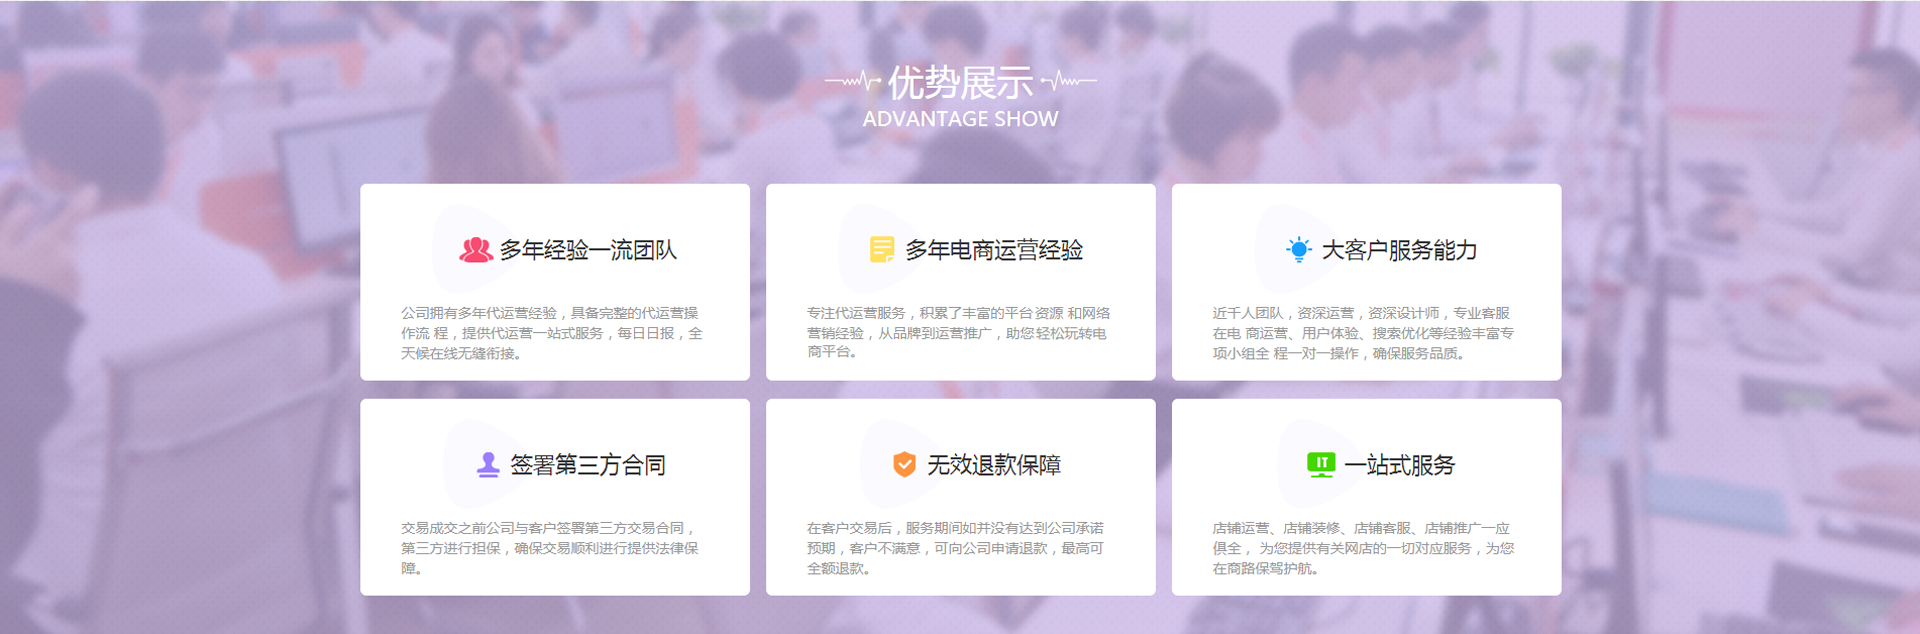 优势展示
ADVANTAGE SHOW
多年经验一流团队
公司拥有多年代运营经验，具备完整的代运营操
作流 程，提供代运营一站式服务，每日日报，全
天候在线无缝衔接。
多年电商运营经验
专注代运营服务，积累了丰富的平台资源 和网络
营销经验，从品牌到运营推广，助您轻松玩转电
商平台。
大客户服务能力
近千人团队，资深运营，资深设计师，专业客服
在电 商运营、用户体验、搜索优化等经验丰富专
项小组全 程一对一操作，确保服务品质。
签署第三方合同
交易成交之前公司与客户签署第三方交易合同，
第三方进行担保，确保交易顺利进行提供法律保
障。
无效退款保障
在客户交易后，服务期间如并没有达到公司承诺
预期，客户不满意，可向公司申请退款，最高可
全额退款。
IT 一站式服务
店铺运营、店铺装修、店铺客服、店铺推广一应
俱全， 为您提供有关网店的一切对应服务，为您
在商路保驾护航。